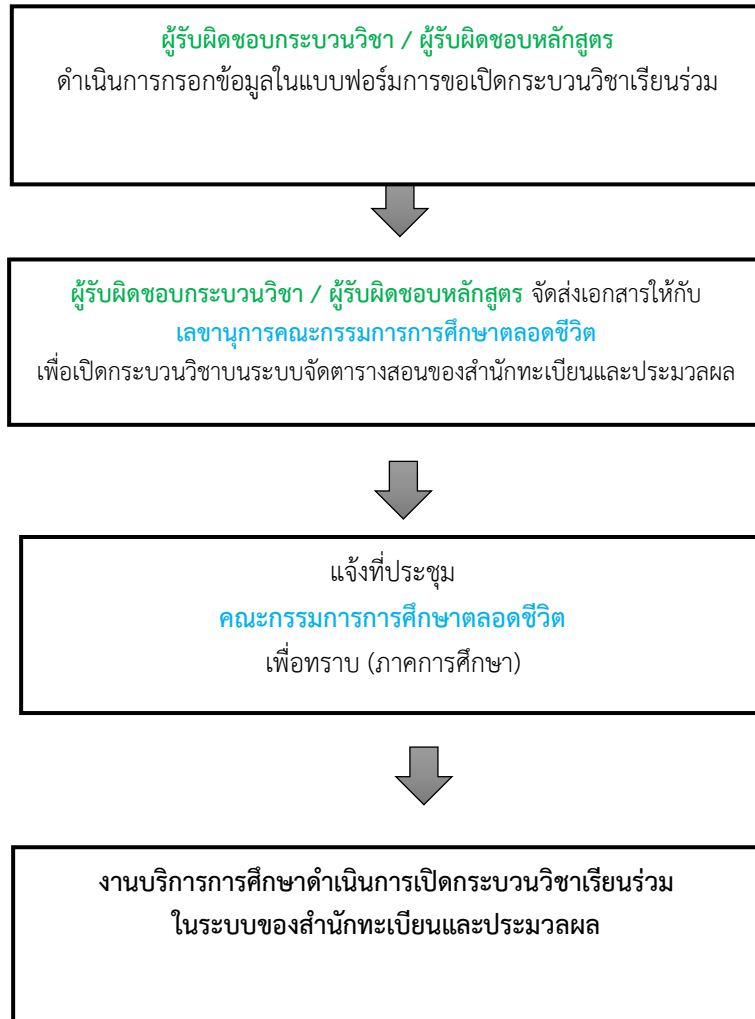 ผู้รับผิดชอบกระบวนวิชา / ผู้รับผิดชอบหลักสูตร
ดำเนินการกรอกข้อมูลในแบบฟอร์มการขอเปิดกระบวนวิชาเรียนร่วม
ผู้รับผิดชอบกระบวนวิชา / ผู้รับผิดชอบหลักสูตร จัดส่งเอกสารให้กับ
เลขานุการคณะกรรมการการศึกษาตลอดชีวิต
เพื่อเปิดกระบวนวิชาบนระบบจัดตารางสอนของสำนักทะเบียนและประมวลผล
แจ้งที่ประชุม
คณะกรรมการการศึกษาตลอดชีวิต
เพื่อทราบ (ภาคการศึกษา)
งานบริการการศึกษาดำเนินการเปิดกระบวนวิชาเรียนร่วม
ในระบบของสำนักทะเบียนและประมวลผล